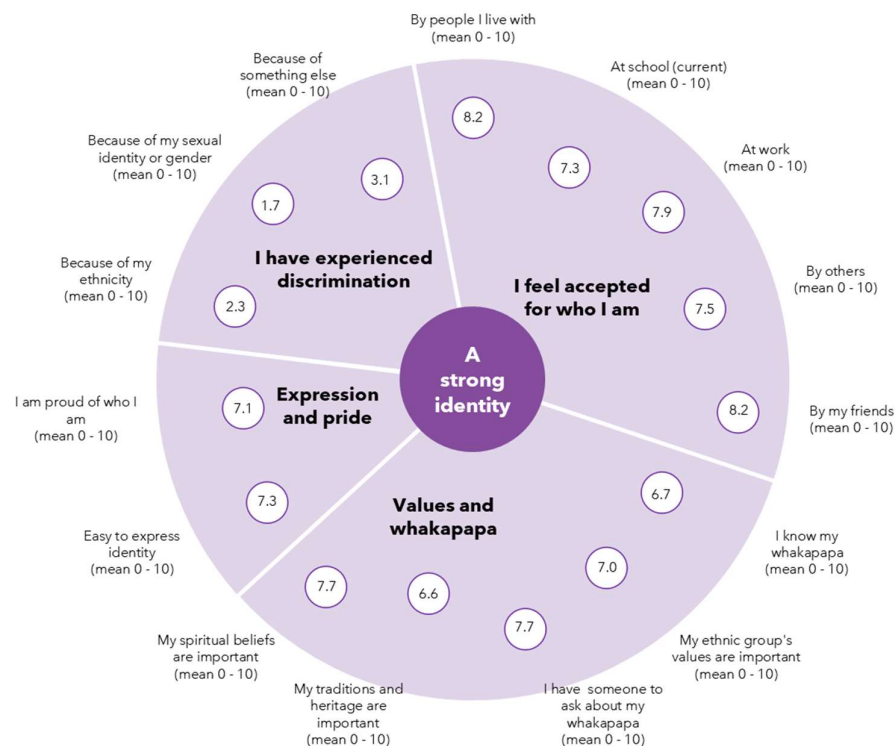 By people I live with
(mean 0 - 10)
At school (current)
(mean 0 - 10)
At work
(mean 0 - 10)
By others
(mean 0 - 10)
By my friends
(mean 0 - 10)
I know my
whakapapa
(mean 0 - 10)
My ethnic group's
values are important
(mean 0 - 10)
I have someone to
ask about my
whakapapa
(mean 0 - 10)
My traditions and
heritage are
important
(mean 0 - 10)
My spiritual beliefs
are important
(mean 0 - 10)
Easy to express
identity
(mean 0 - 10)
I am proud of who I
am
(mean 0 - 10)
Because of my
ethnicity
(mean 0 - 10)
Because of my sexual
identity or gender
(mean 0 - 10)
Because of
something else
(mean 0 - 10)
8.2
7.3
7.9
7.5
8.2
I feel accepted
for who I am
6.7
7.0
7.7
6.6
7.7
Values and
whakapapa
7.3
7.1
Expression
and pride
2.3
1.7
3.1
I have experienced
discrimination
A
strong
identity